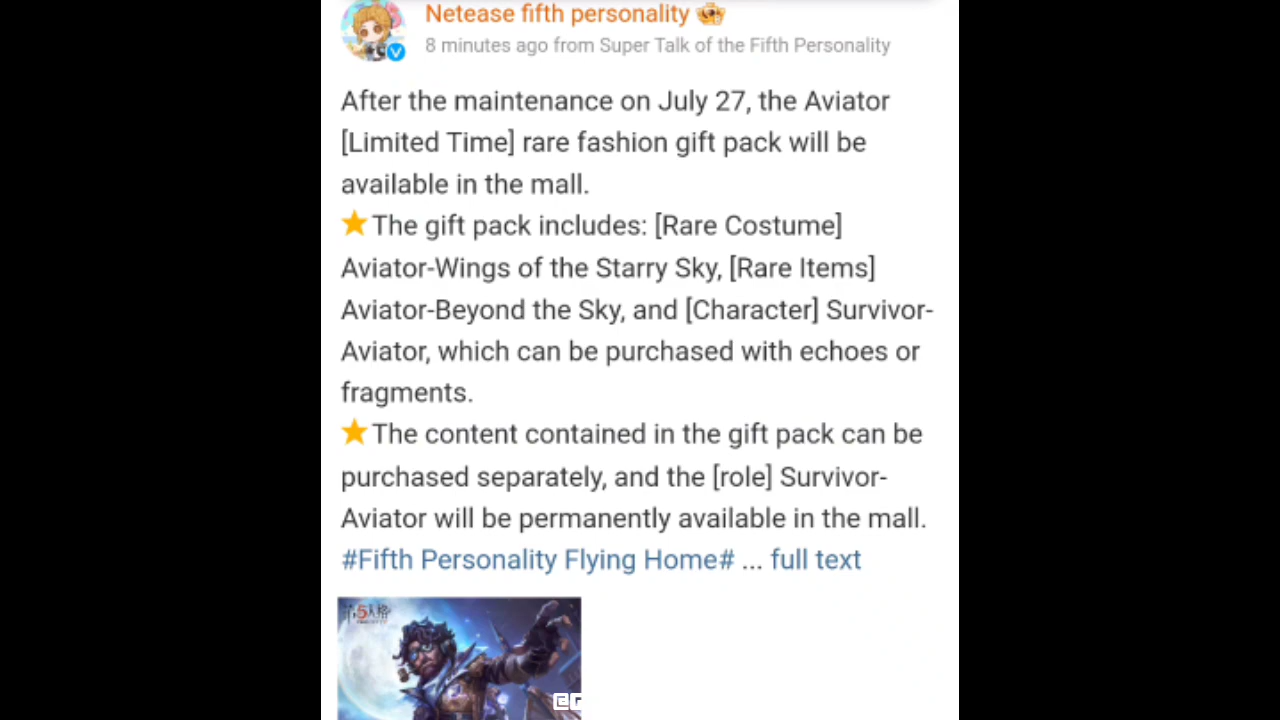 Netease fifth personality
8 minutes ago from Super Talk of the Fifth Personality
After the maintenance on July 27, the Aviator
[Limited Time] rare fashion gift pack will be
available in the mall.
The gift pack includes: [Rare Costume]
Aviator-Wings of the Starry Sky, [Rare Items]
Aviator-Beyond the Sky, and [Character] Survivor-
Aviator, which can be purchased with echoes or
fragments.
The content contained in the gift pack can be
purchased separately, and the [role] Survivor-
Aviator will be permanently available in the mall.
#Fifth Personality Flying Home# ... full text
第5人格